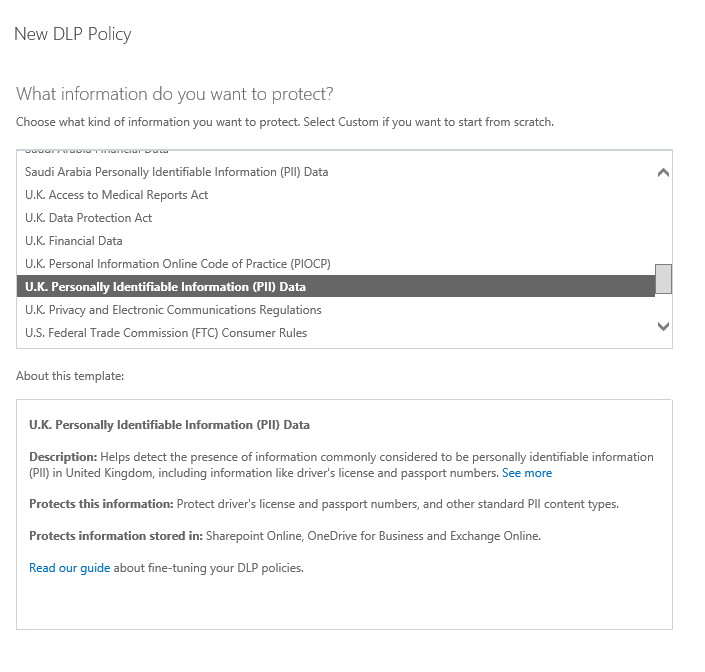 New DLP Policy
What information do you want to protect?
Choose what kind of information you want to protect. Select Custom if you want to start from scratch.
Saudi Arabia Financial Data
Saudi Arabia Personally Identifiable Information (PII) Data
U.K. Access to Medical Reports Act
U.K. Data Protection Act
U.K. Financial Data
U.K. Personal Information Online Code of Practice (PIOCP)
U.K. Personally Identifiable Information (PII) Data
U.K. Privacy and Electronic Communications Regulations
U.S. Federal Trade Commission (FTC) Consumer Rules
About this template:
U.K. Personally Identifiable Information (PII) Data
Description: Helps detect the presence of information commonly considered to be personally identifiable information
(PII) in United Kingdom, including information like driver's license and passport numbers. See more
Protects this information: Protect driver's license and passport numbers, and other standard PII content types.
Protects information stored in: Sharepoint Online, OneDrive for Business and Exchange Online.
Read our guide about fine-tuning your DLP policies.